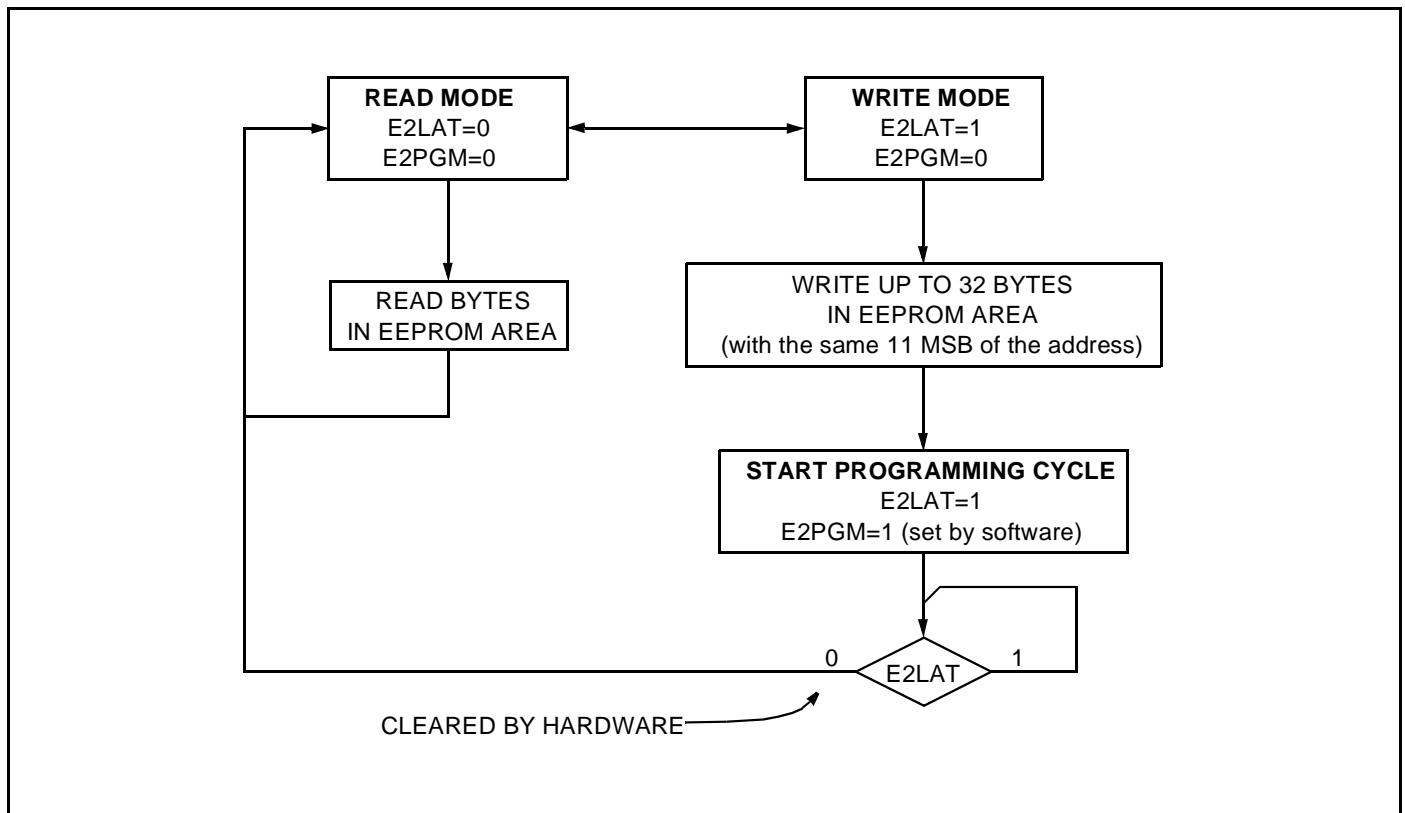 READ MODE
E2LAT=0
E2PGM=0
WRITE MODE
E2LAT=1
E2PGM=0
READ BYTES
IN EEPROM AREA
WRITE UP TO 32 BYTES
IN EEPROM AREA
(with the same 11 MSB of the address)
START PROGRAMMING CYCLE
E2LAT=1
E2PGM=1 (set by software)
0
E2LAT
1
CLEARED BY HARDWARE